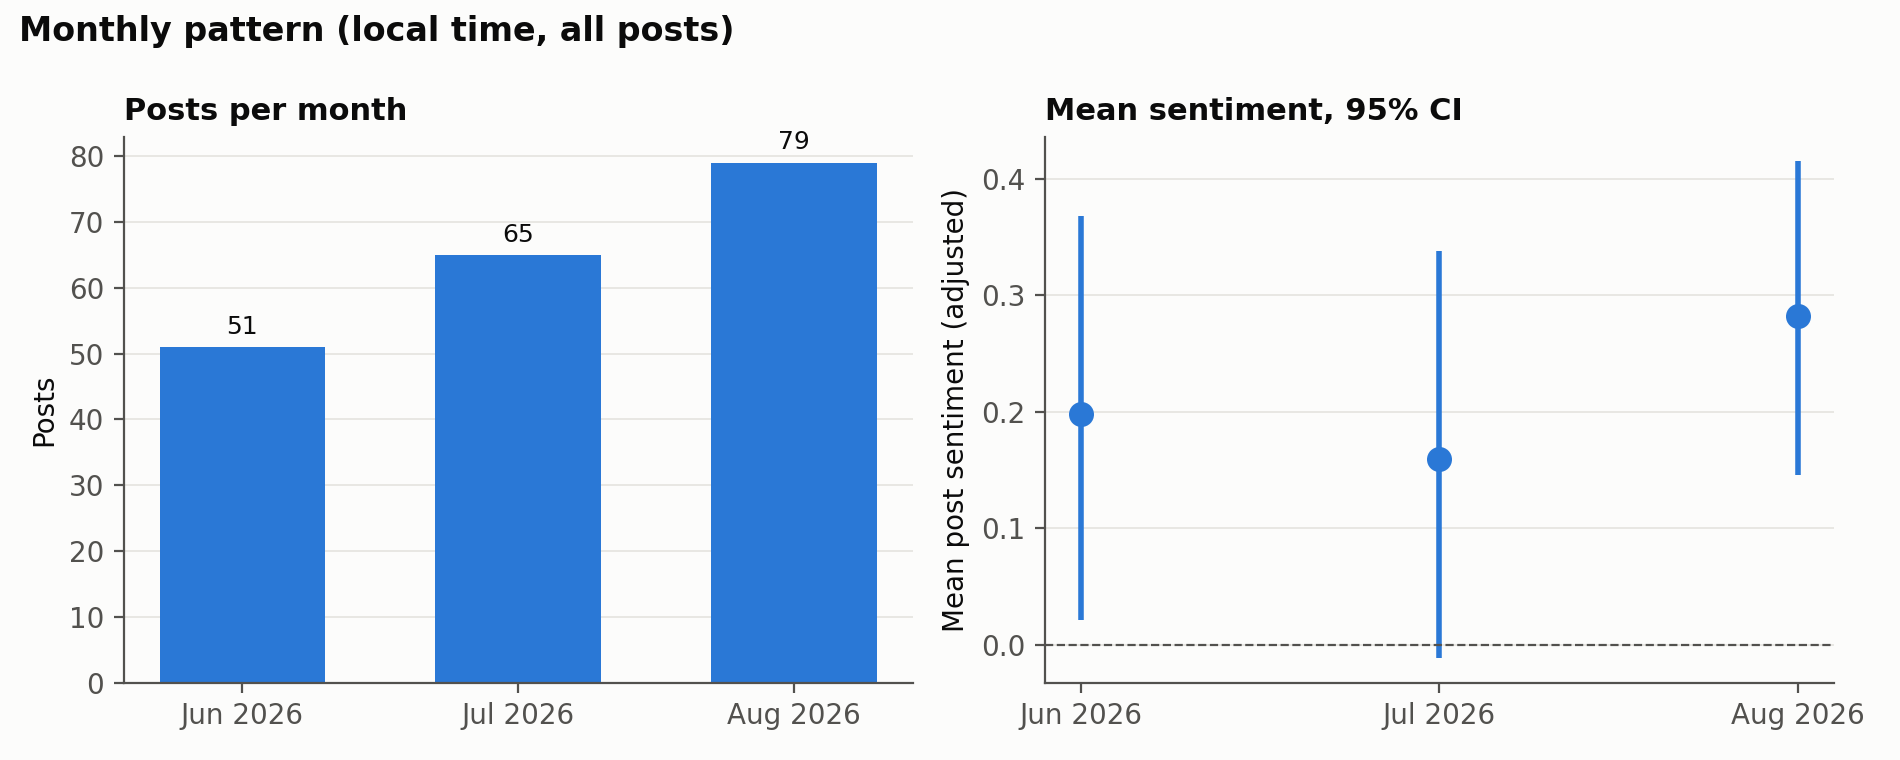 Monthly pattern (local time, all posts)
Posts per month
Posts
80
70
60
50
40
30
20
10
0
51
65
79
Jun 2026
Jul 2026
Aug 2026
Mean sentiment, 95% CI
Mean post sentiment (adjusted)
0.4
0.3
0.2
0.1
0.0
Jun 2026
Jul 2026
Aug 2026